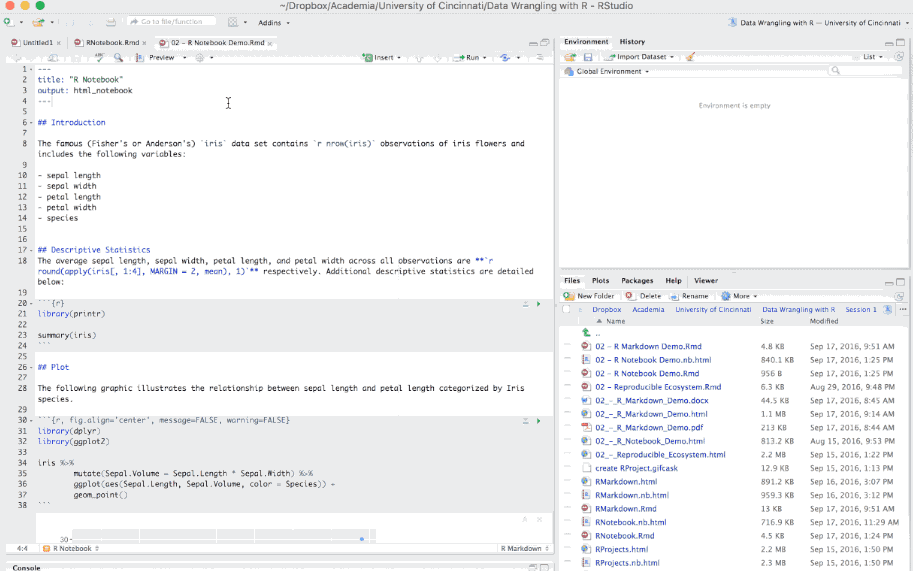 ~/Dropbox/Academia/University of Cincinnati/Data Wrangling with R - RStudio
Go to file/function
Addins
Data Wrangling with R — University of Cincinnati
Untitled1
RNotebook.Rmd
02 – R Notebook Demo.Rmd
Preview
Insert
Run
1 ---
2 title: "R Notebook"
3 output: html_notebook
4 ---
5
6 ## Introduction
7
8 The famous (Fisher's or Anderson's) `iris` data set contains `r nrow(iris)` observations of iris flowers and
includes the following variables:
9
10 - sepal length
11 - sepal width
12 - petal length
13 - petal width
14 - species
15
16
17 ## Descriptive Statistics
18 The average sepal length, sepal width, petal length, and petal width across all observations are **`r
round(apply(iris[, 1:4], MARGIN = 2, mean), 1)`** respectively. Additional descriptive statistics are detailed
below:
19
20 ```{r}
21 library(printr)
22
23 summary(iris)
24 ```
25
26 ## Plot
27
28 The following graphic illustrates the relationship between sepal length and petal length categorized by Iris
species.
29
30 ```{r, fig.align='center', message=FALSE, warning=FALSE}
31 library(dplyr)
32 library(ggplot2)
33
34 iris %>%
35 mutate(Sepal.Volume = Sepal.Length * Sepal.Width) %>%
36 ggplot(aes(Sepal.Length, Sepal.Volume, color = Species)) +
37 geom_point()
38 ```
30
4:4
R Notebook
R Markdown
Console
Environment
History
Import Dataset
List
Global Environment
Environment is empty
Files
Plots
Packages
Help
Viewer
New Folder
Delete
Rename
More
Dropbox
Academia
University of Cincinnati
Data Wrangling with R
Session 1
Name
Size
Modified
..
02 – R Markdown Demo.Rmd 4.8 KB Sep 17, 2016, 9:51 AM
02 – R Notebook Demo.nb.html 840.1 KB Sep 17, 2016, 1:25 PM
02 – R Notebook Demo.Rmd 956 B Sep 17, 2016, 1:25 PM
02 – Reproducible Ecosystem.Rmd 6.3 KB Aug 29, 2016, 9:48 PM
02_-_R_Markdown_Demo.docx 44.5 KB Sep 17, 2016, 8:45 AM
02_-_R_Markdown_Demo.html 1.1 MB Sep 17, 2016, 9:14 AM
02_-_R_Markdown_Demo.pdf 213 KB Sep 17, 2016, 8:44 AM
02_-_R_Notebook_Demo.html 813.2 KB Aug 15, 2016, 9:53 PM
02_-_Reproducible_Ecosystem.html 2.2 MB Sep 15, 2016, 1:22 PM
create RProject.gifcask 12.9 KB Sep 15, 2016, 1:13 PM
RMarkdown.html 891.2 KB Sep 16, 2016, 3:07 PM
RMarkdown.nb.html 959.3 KB Sep 16, 2016, 3:12 PM
RMarkdown.Rmd 13 KB Sep 17, 2016, 9:51 AM
RNotebook.nb.html 716.9 KB Sep 17, 2016, 11:29 AM
RNotebook.Rmd 4.5 KB Sep 17, 2016, 1:24 PM
RProjects.html 2.2 MB Sep 15, 2016, 1:50 PM
RProjects.nb.html 2.3 MB Sep 15, 2016, 1:50 PM